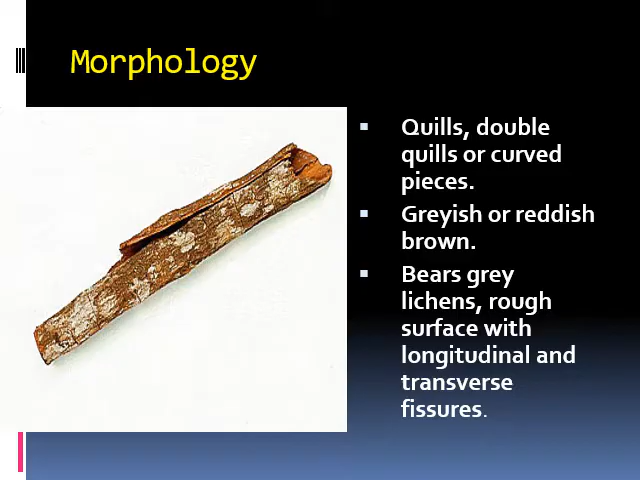 Morphology
Quills, double
quills or curved
pieces.
Greyish or reddish
brown.
Bears grey
lichens, rough
surface with
longitudinal and
transverse
fissures.